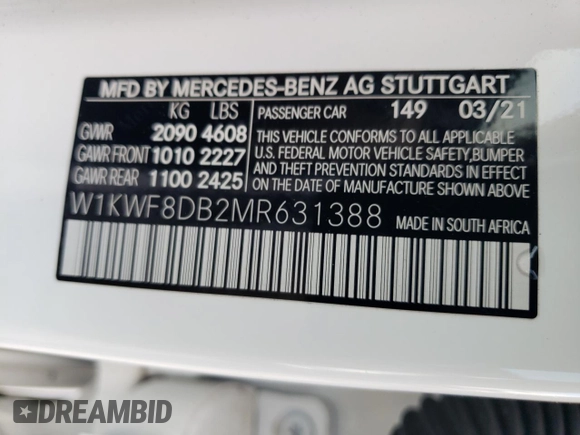 MFD BY MERCEDES-BENZ AG STUTTGART
KG LBS PASSENGER CAR 149 03/21
GVWR 2090 4608
GAWR FRONT 1010 2227
GAWR REAR 1100 2425
THIS VEHICLE CONFORMS TO ALL APPLICABLE
U.S. FEDERAL MOTOR VEHICLE SAFETY, BUMPER
AND THEFT PREVENTION STANDARDS IN EFFECT
ON THE DATE OF MANUFACTURE SHOWN ABOVE.
W1KWF8DB2MR631388
MADE IN SOUTH AFRICA
DREAMBID